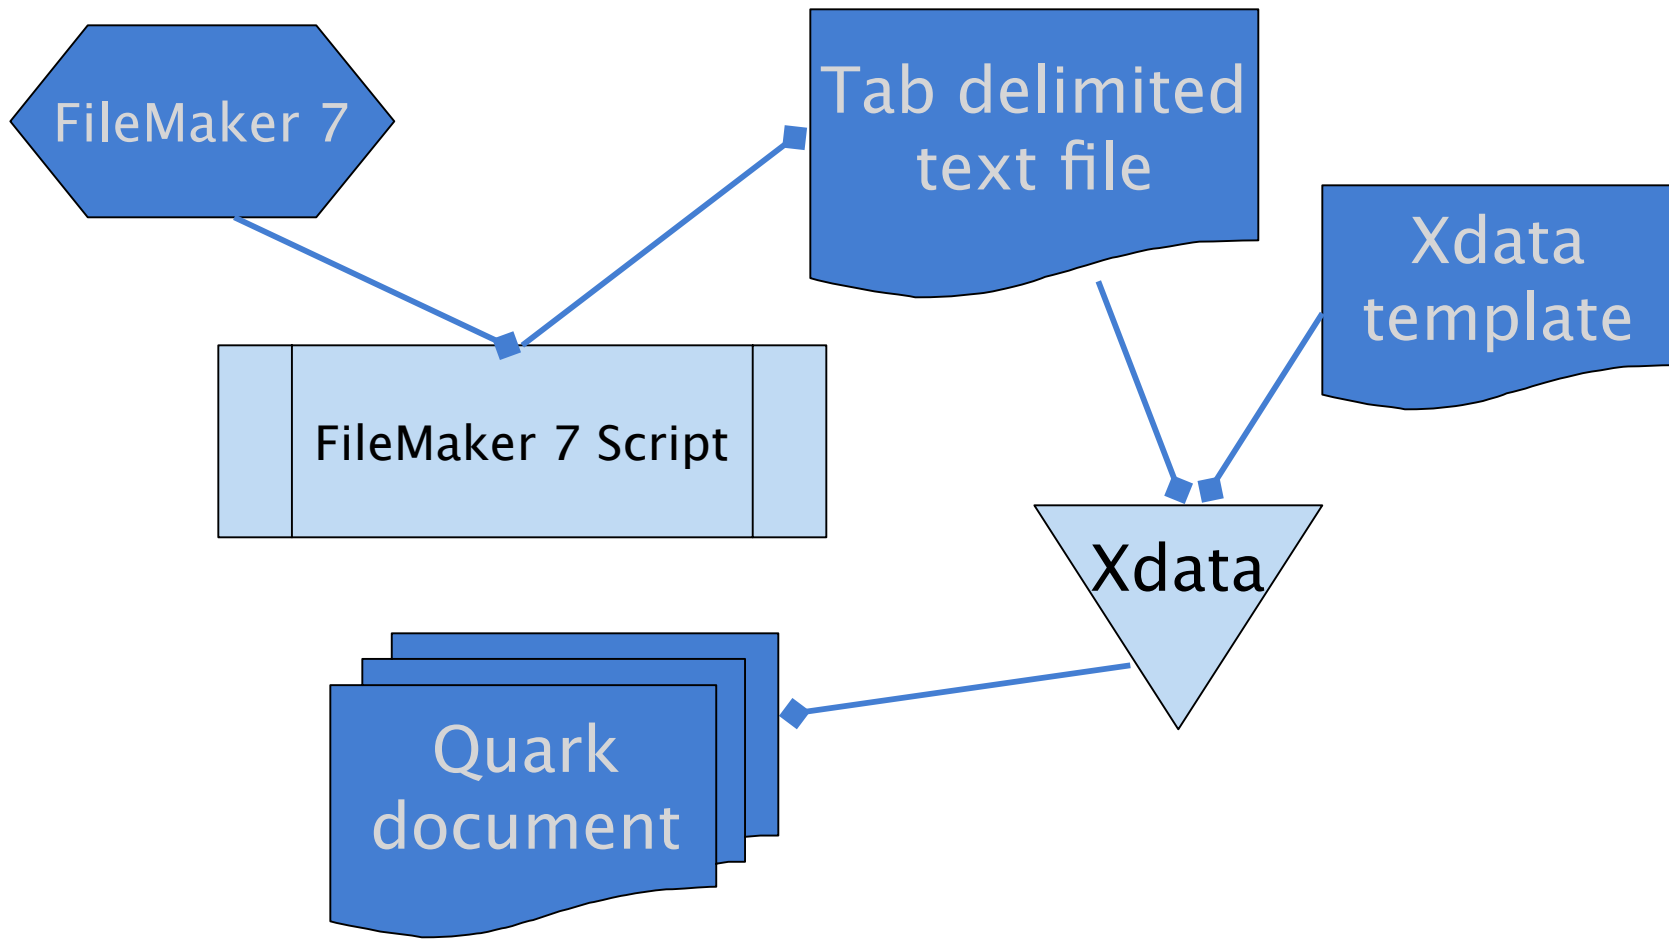 FileMaker 7
Tab delimited
text file
Xdata
template
FileMaker 7 Script
Xdata
Quark
document